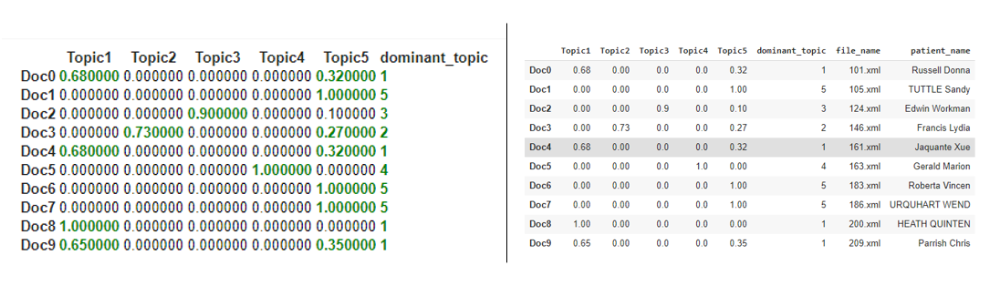 Topic1 Topic2 Topic3 Topic4 Topic5 dominant_topic
Doc0 0.680000 0.000000 0.000000 0.000000 0.320000 1
Doc1 0.000000 0.000000 0.000000 0.000000 1.000000 5
Doc2 0.000000 0.000000 0.900000 0.000000 0.100000 3
Doc3 0.000000 0.730000 0.000000 0.000000 0.270000 2
Doc4 0.680000 0.000000 0.000000 0.000000 0.320000 1
Doc5 0.000000 0.000000 0.000000 1.000000 0.000000 4
Doc6 0.000000 0.000000 0.000000 0.000000 1.000000 5
Doc7 0.000000 0.000000 0.000000 0.000000 1.000000 5
Doc8 1.000000 0.000000 0.000000 0.000000 0.000000 1
Doc9 0.650000 0.000000 0.000000 0.000000 0.350000 1
Topic1 Topic2 Topic3 Topic4 Topic5 dominant_topic file_name patient_name
Doc0 0.68 0.00 0.0 0.0 0.32 1 101.xml Russell Donna
Doc1 0.00 0.00 0.0 0.0 1.00 5 105.xml TUTTLE Sandy
Doc2 0.00 0.00 0.9 0.0 0.10 3 124.xml Edwin Workman
Doc3 0.00 0.73 0.0 0.0 0.27 2 146.xml Francis Lydia
Doc4 0.68 0.00 0.0 0.0 0.32 1 161.xml Jaquante Xue
Doc5 0.00 0.00 0.0 1.0 0.00 4 163.xml Gerald Marion
Doc6 0.00 0.00 0.0 0.0 1.00 5 183.xml Roberta Vincen
Doc7 0.00 0.00 0.0 0.0 1.00 5 186.xml URQUHART WEND
Doc8 1.00 0.00 0.0 0.0 0.00 1 200.xml HEATH QUINTEN
Doc9 0.65 0.00 0.0 0.0 0.35 1 209.xml Parrish Chris